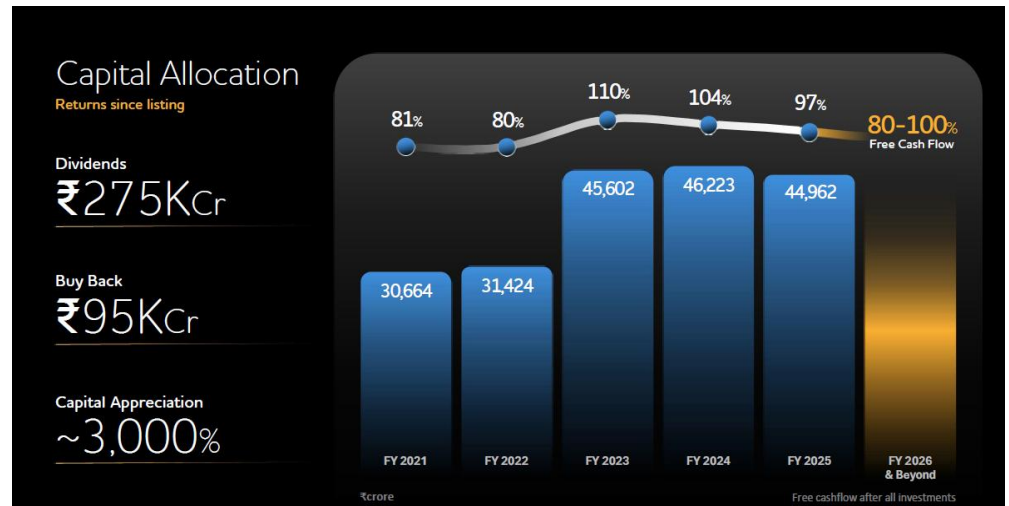 Capital Allocation
Returns since listing
Dividends
₹275KCr
Buy Back
₹95KCr
Capital Appreciation
~3,000%
81%
80%
110%
104%
97%
80-100%
Free Cash Flow
30,664
31,424
45,602
46,223
44,962
FY 2021
FY 2022
FY 2023
FY 2024
FY 2025
FY 2026
& Beyond
₹crore
Free cashflow after all investments